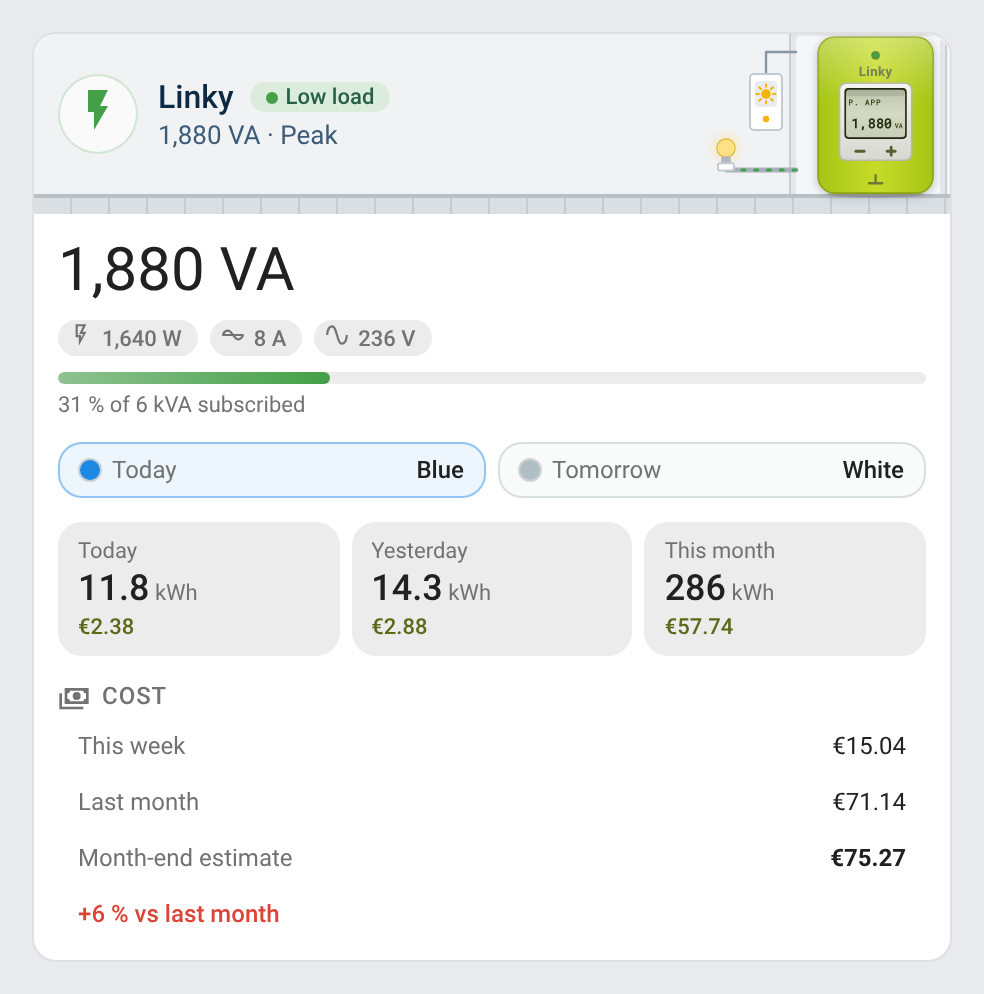 Linky
Low load
1,880 VA · Peak
Linky
P. APP
1,880 VA
1,880 VA
1,640 W
8 A
236 V
31 % of 6 kVA subscribed
Today
Blue
Tomorrow
White
Today
11.8 kWh
€2.38
Yesterday
14.3 kWh
€2.88
This month
286 kWh
€57.74
COST
This week
€15.04
Last month
€71.14
Month-end estimate
€75.27
+6 % vs last month